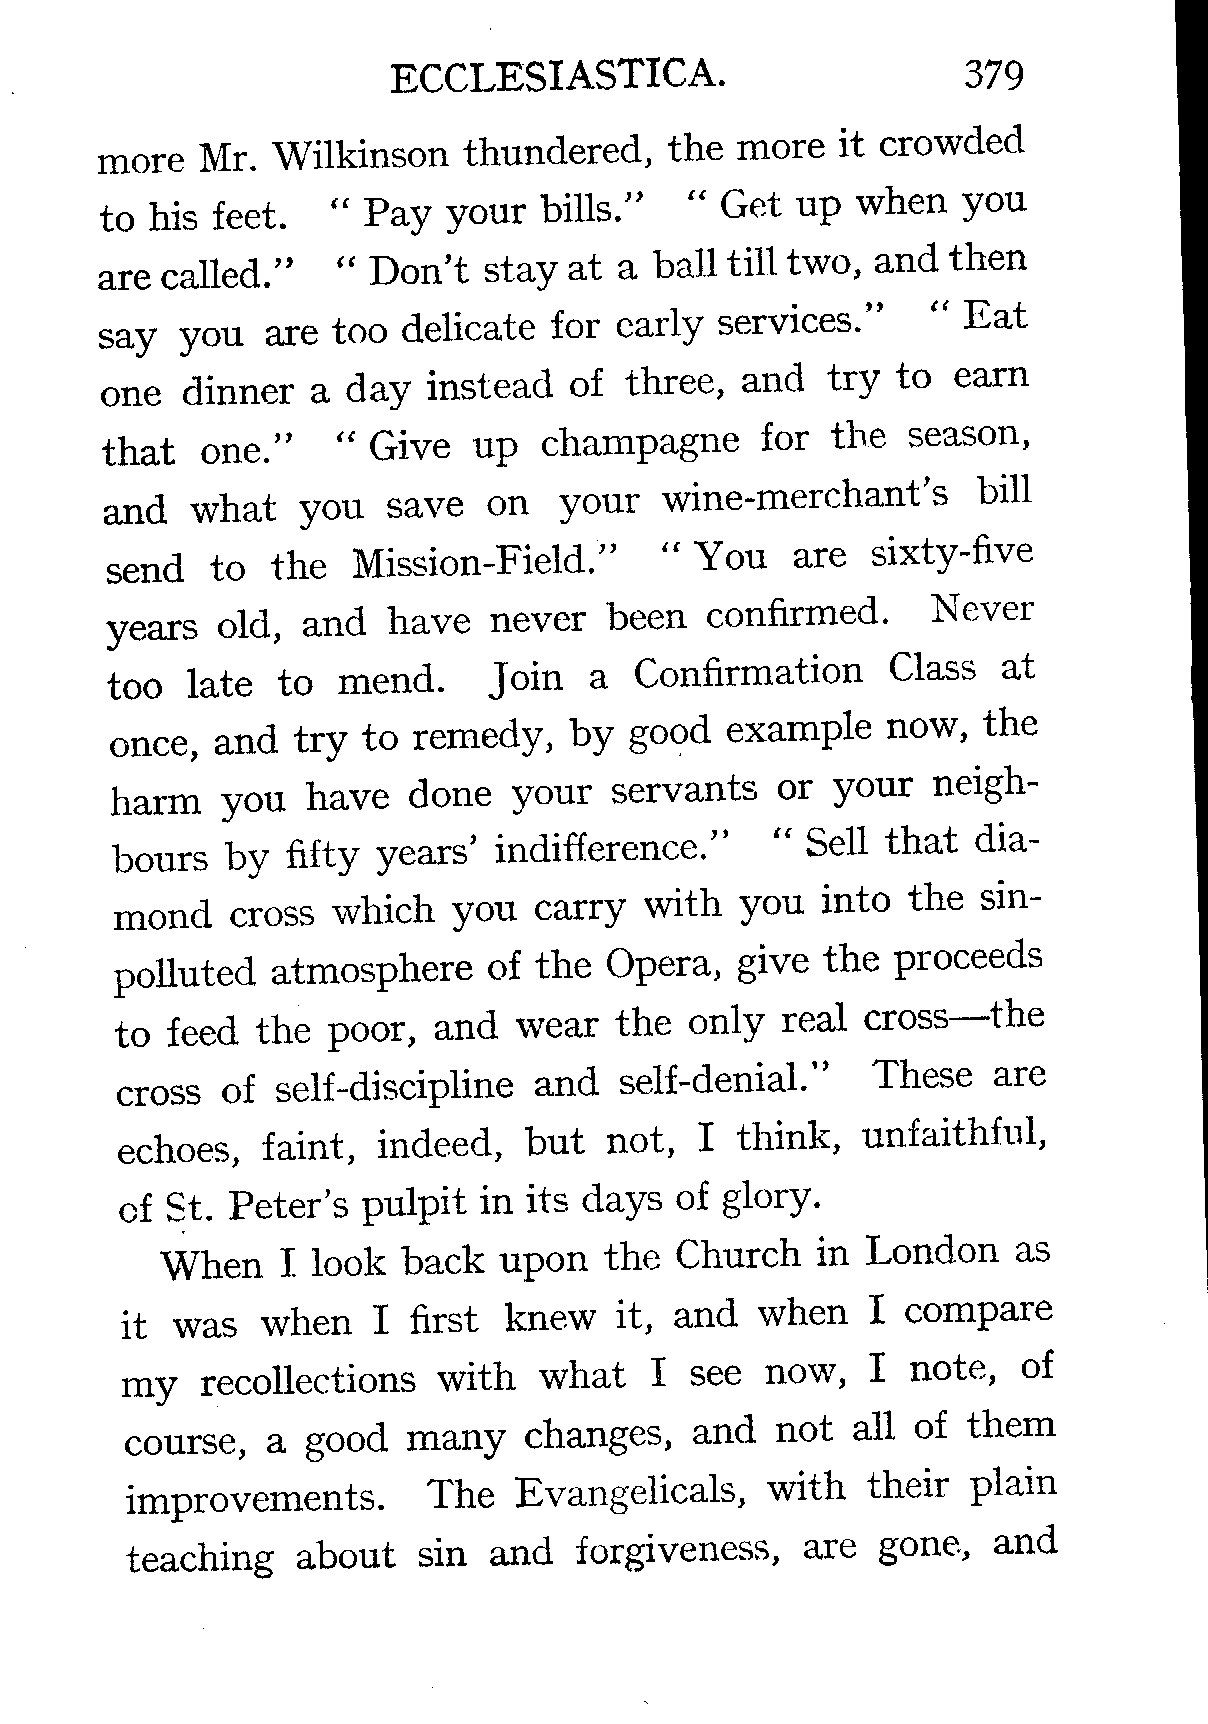 ECCLESIASTICA. 379
more Mr. Wilkinson thundered, the more it crowded
to his feet. “ Pay your bills.” “ Get up when you
are called.” “ Don’t stay at a ball till two, and then
say you are too delicate for early services.” “ Eat
one dinner a day instead of three, and try to earn
that one.” “ Give up champagne for the season,
and what you save on your wine-merchant’s bill
send to the Mission-Field.” “ You are sixty-five
years old, and have never been confirmed. Never
too late to mend. Join a Confirmation Class at
once, and try to remedy, by good example now, the
harm you have done your servants or your neigh-
bours by fifty years’ indifference.” “ Sell that dia-
mond cross which you carry with you into the sin-
polluted atmosphere of the Opera, give the proceeds
to feed the poor, and wear the only real cross—the
cross of self-discipline and self-denial.” These are
echoes, faint, indeed, but not, I think, unfaithful,
of St. Peter’s pulpit in its days of glory.
When I look back upon the Church in London as
it was when I first knew it, and when I compare
my recollections with what I see now, I note, of
course, a good many changes, and not all of them
improvements. The Evangelicals, with their plain
teaching about sin and forgiveness, are gone, and